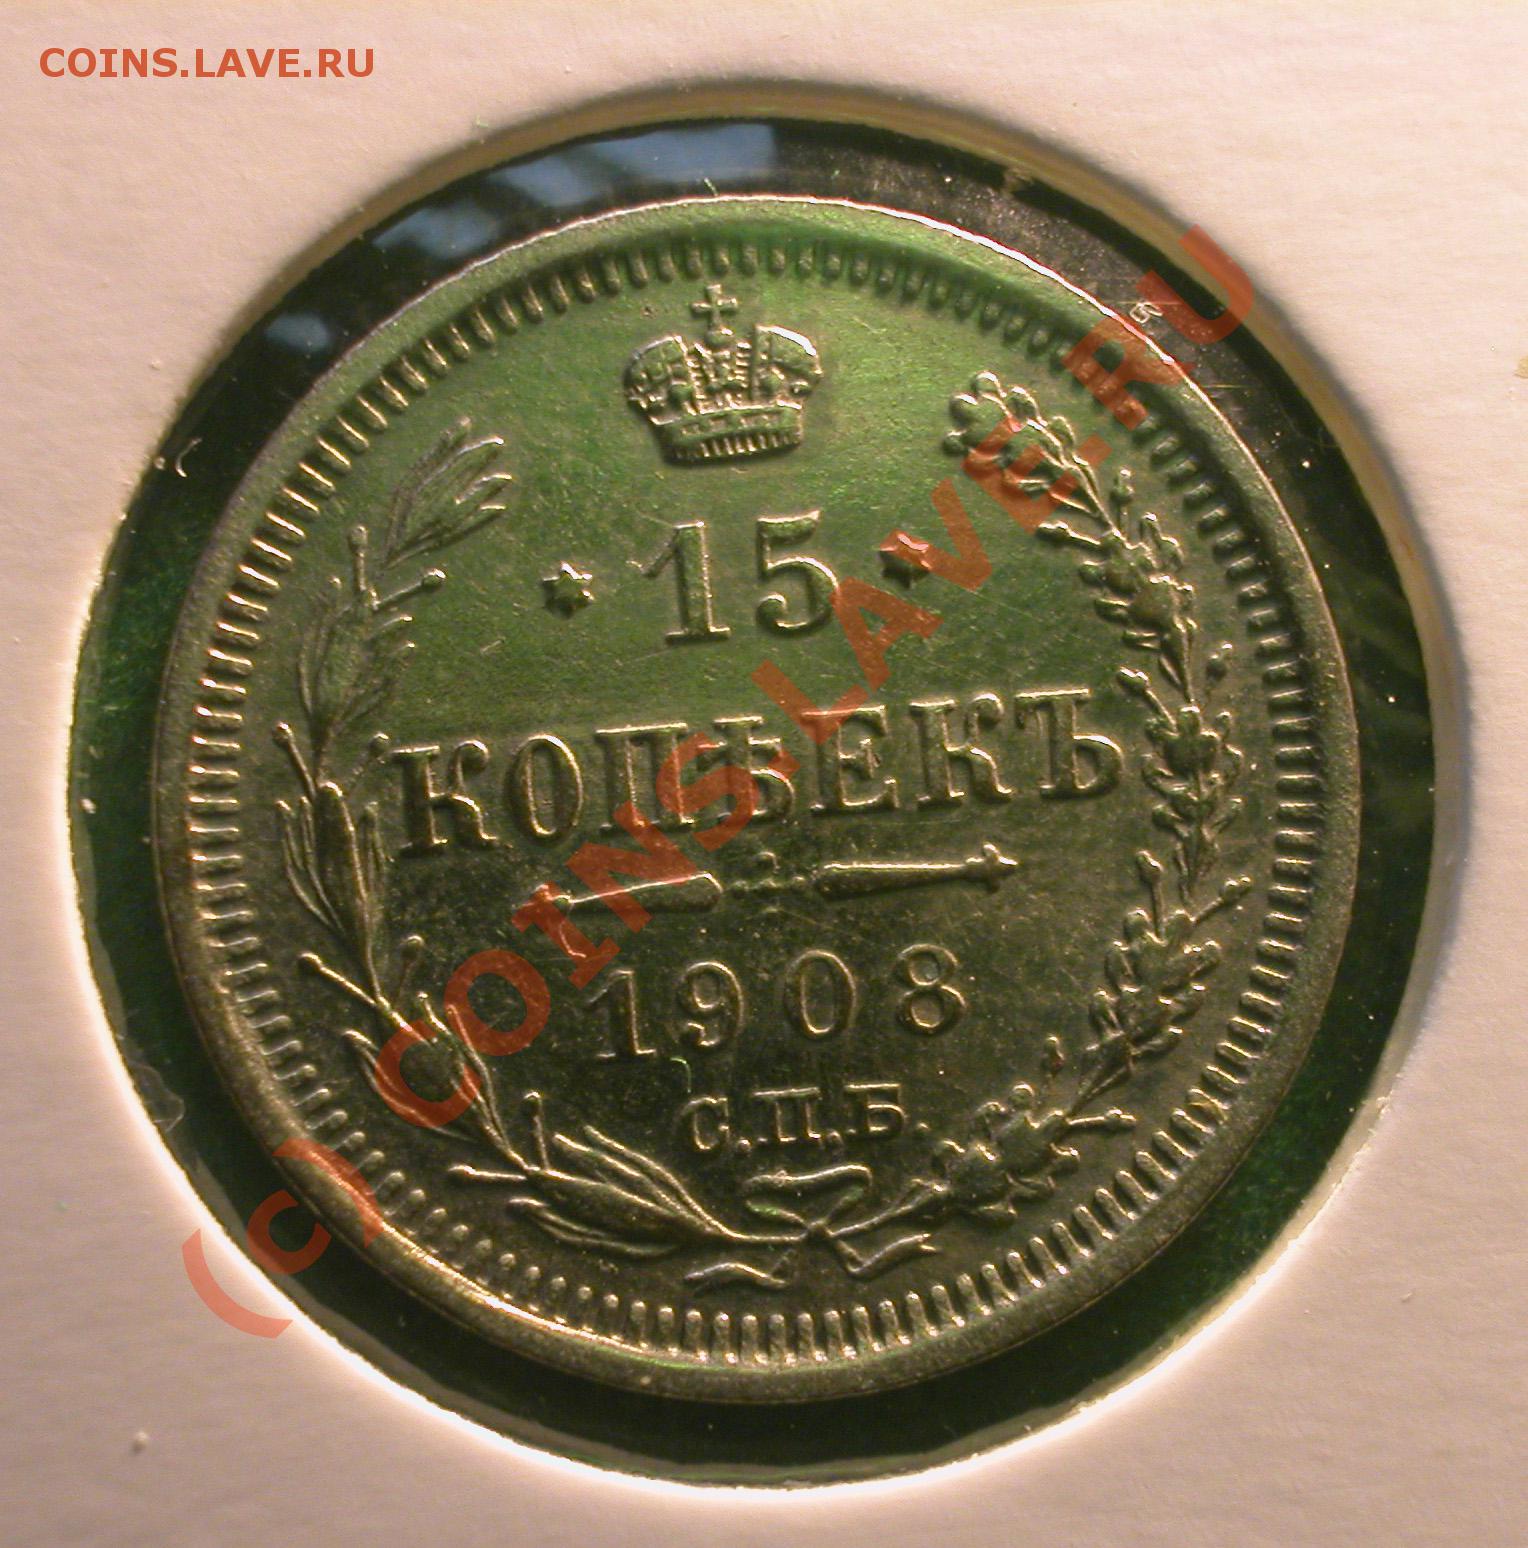 COINS.LAVE.RU
15
КОПѢЕКЪ
1908
С.П.Б.
(c) COINS.LAVE.RU